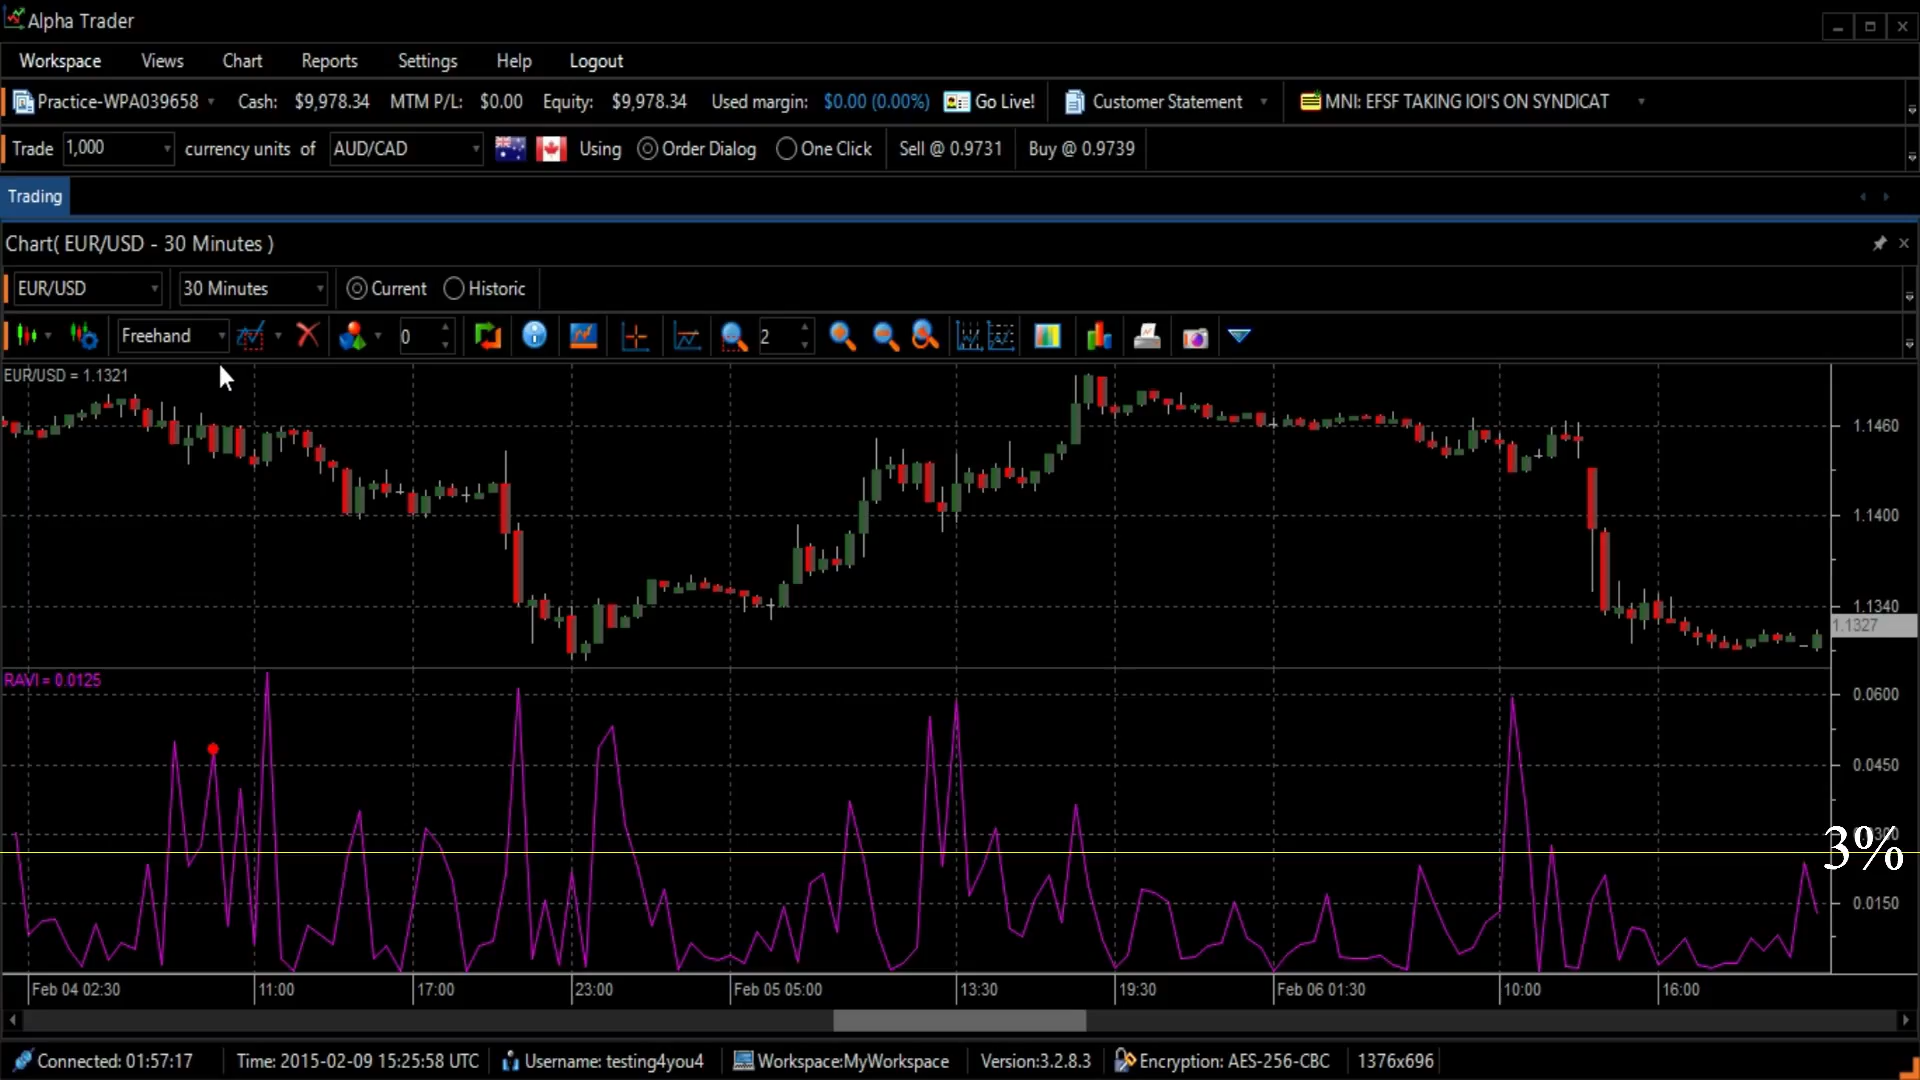 Alpha Trader
Workspace Views Chart Reports Settings Help Logout
Practice-WPA039658 Cash: $9,978.34 MTM P/L: $0.00 Equity: $9,978.34 Used margin: $0.00 (0.00%) Go Live! Customer Statement MNI: EFSF TAKING IOI'S ON SYNDICAT
Trade 1,000 currency units of AUD/CAD Using Order Dialog One Click Sell @ 0.9731 Buy @ 0.9739
Trading
Chart( EUR/USD - 30 Minutes )
EUR/USD 30 Minutes Current Historic
Freehand 0 2
EUR/USD = 1.1321
1.1460
1.1400
1.1340
1.1327
RAVI = 0.0125
0.0600
0.0450
0.0300
3%
0.0150
Feb 04 02:30 11:00 17:00 23:00 Feb 05 05:00 13:30 19:30 Feb 06 01:30 10:00 16:00
Connected: 01:57:17 Time: 2015-02-09 15:25:58 UTC Username: testing4you4 Workspace:MyWorkspace Version:3.2.8.3 Encryption: AES-256-CBC 1376x696